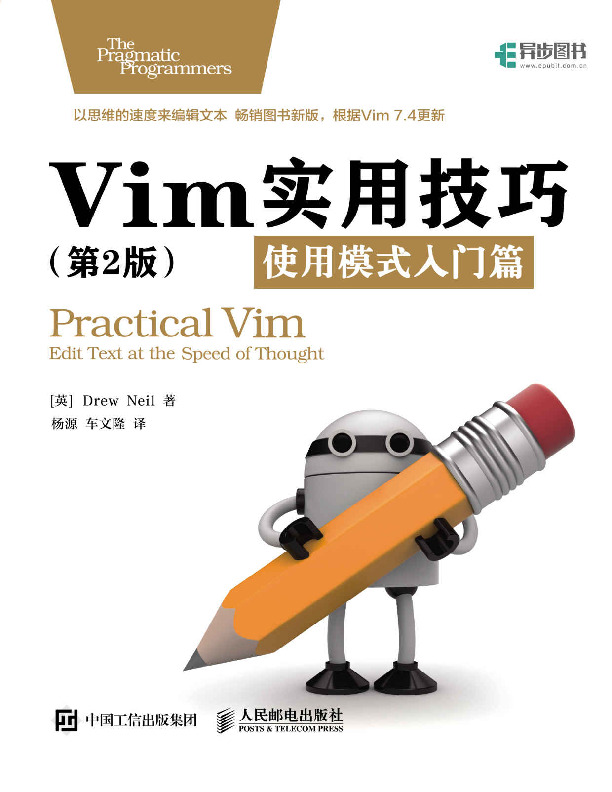 The
Pragmatic
Programmers
异步图书
www.epubit.com.cn
以思维的速度来编辑文本 畅销图书新版，根据Vim 7.4更新
Vim实用技巧
（第2版）
使用模式入门篇
Practical Vim
Edit Text at the Speed of Thought
[英] Drew Neil 著
杨源 车文隆 译
中国工信出版集团
人民邮电出版社
POSTS & TELECOM PRESS